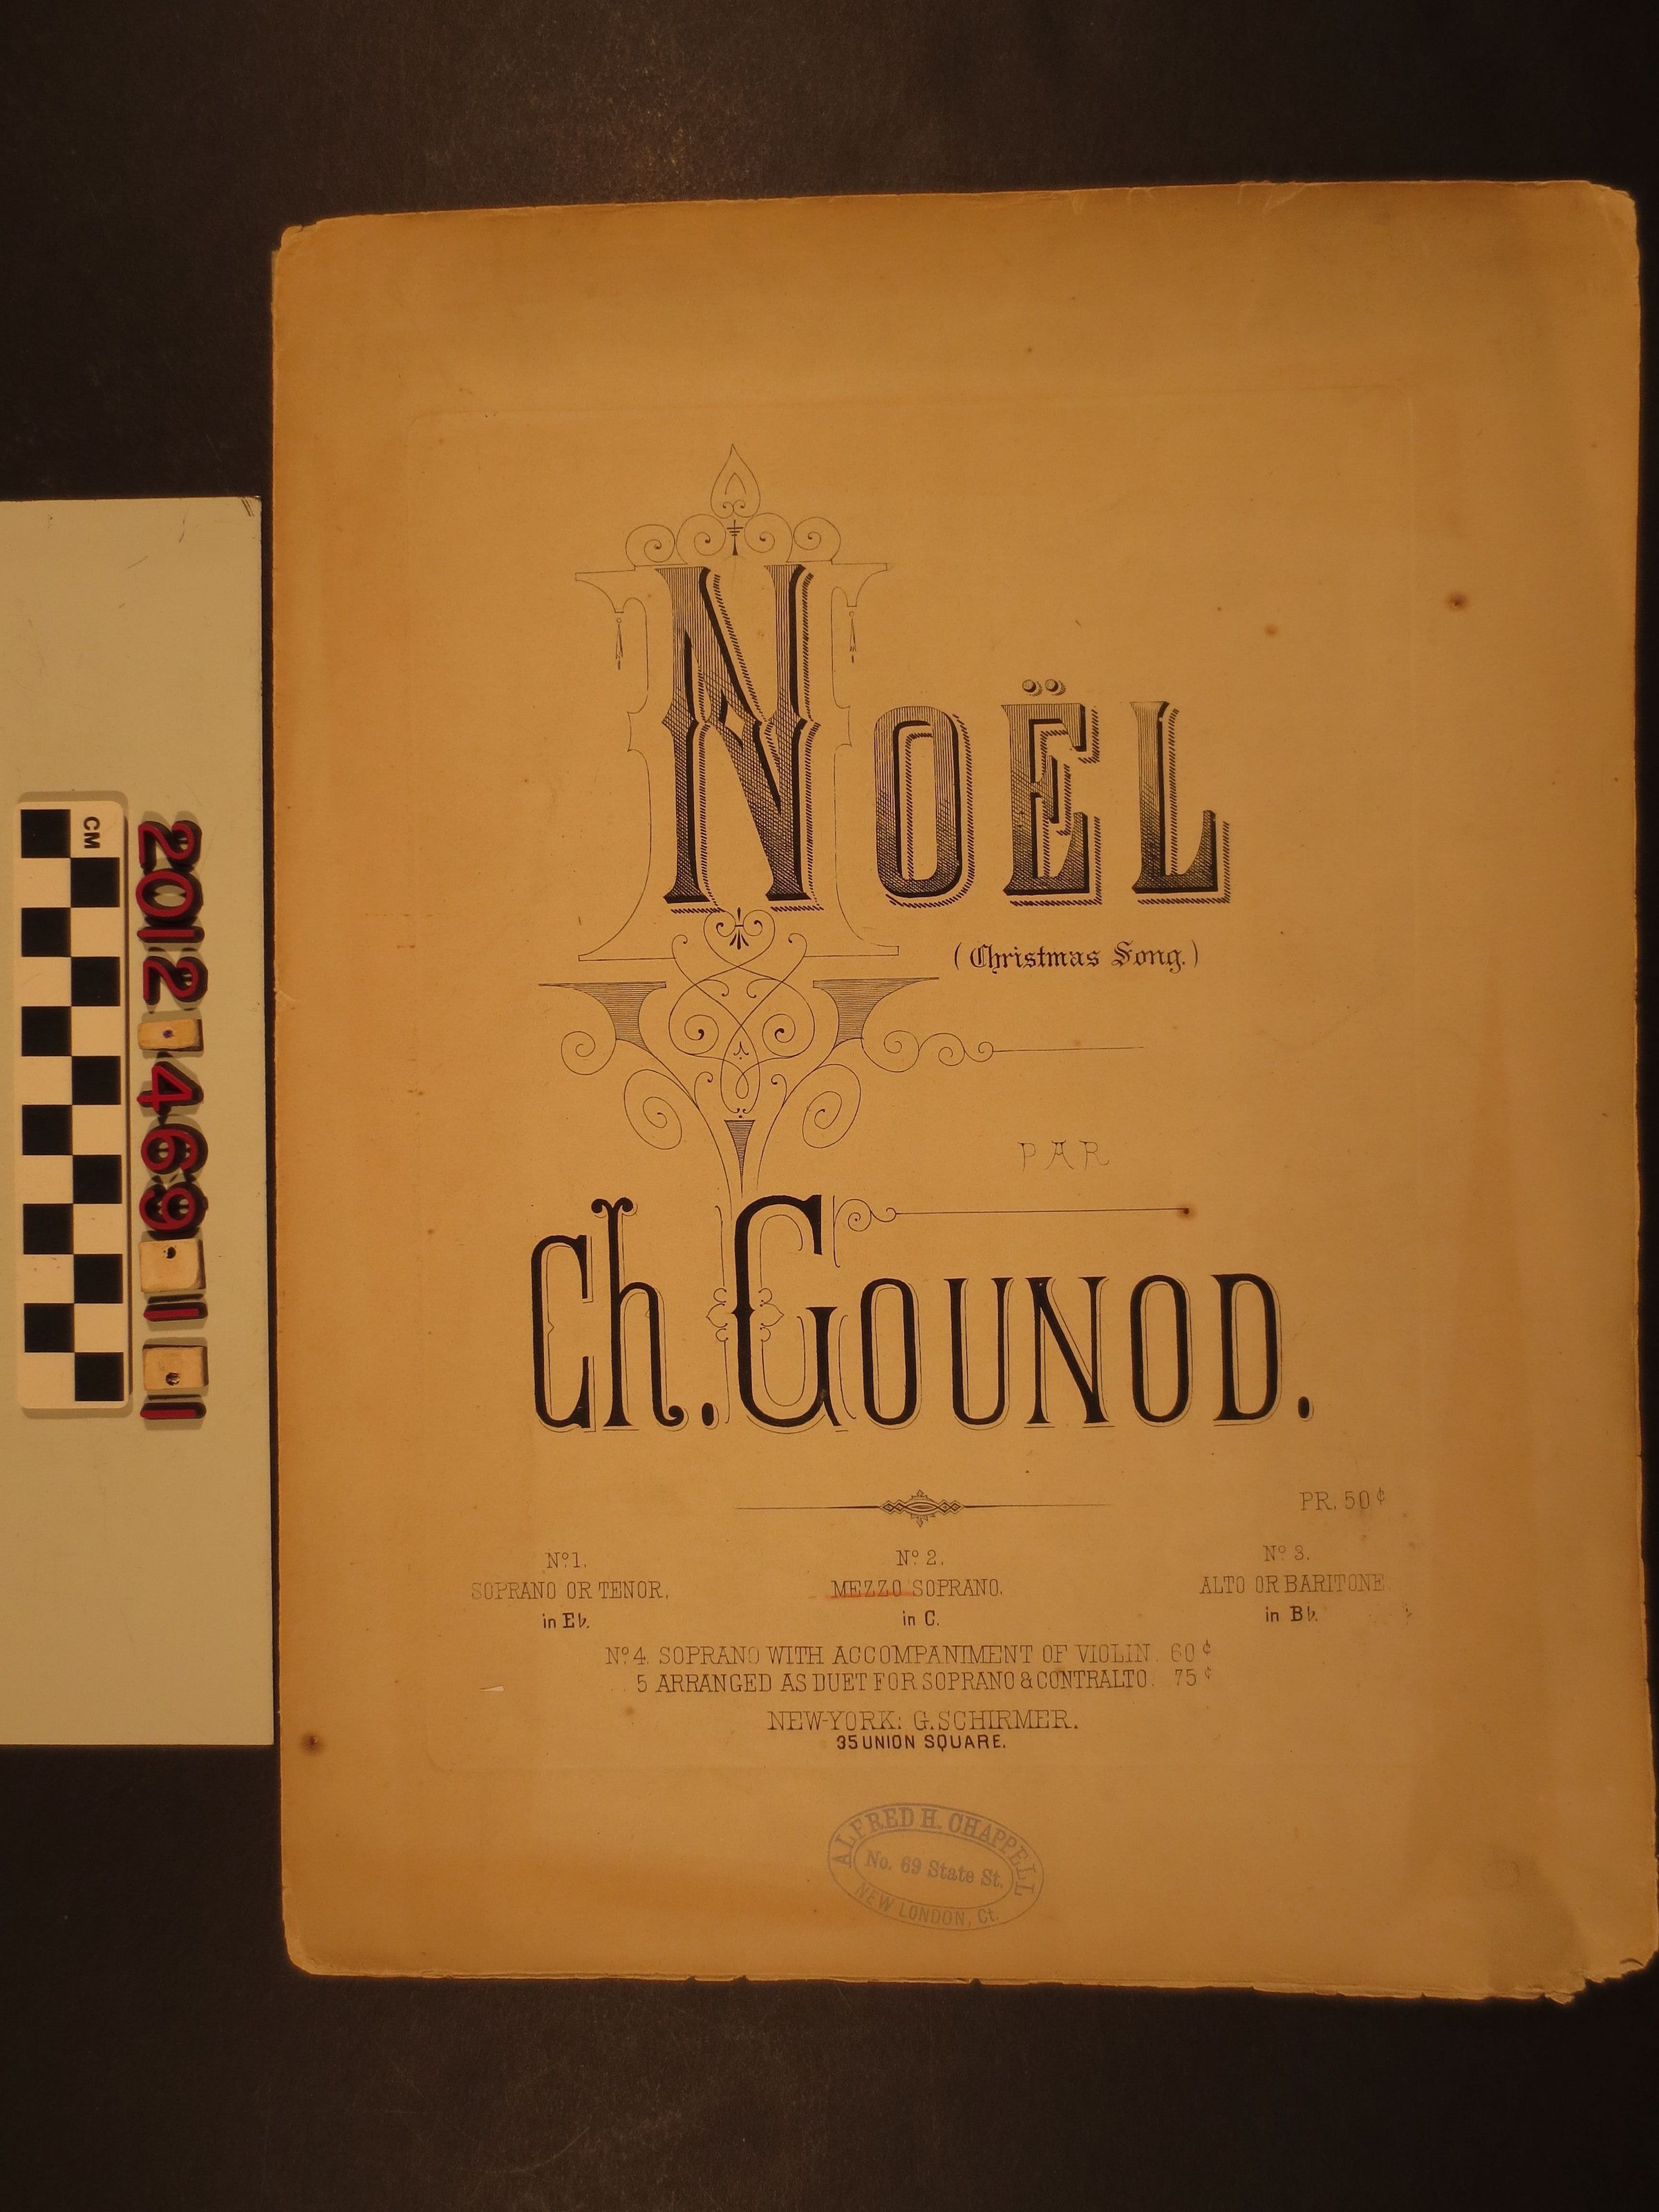 NOËL
(Christmas Song.)
PAR
Ch. GOUNOD.
PR. 50¢
Nº 1.
SOPRANO OR TENOR.
in E♭.
Nº 2.
MEZZO SOPRANO.
in C.
Nº 3.
ALTO OR BARITONE
in B♭.
Nº 4. SOPRANO WITH ACCOMPANIMENT OF VIOLIN. 60¢
5 ARRANGED AS DUET FOR SOPRANO & CONTRALTO. 75¢
NEW-YORK: G. SCHIRMER.
35 UNION SQUARE.
ALFRED H. CHAPPELL
No. 69 State St.
NEW LONDON, Ct.
CM
2012.469.1.1